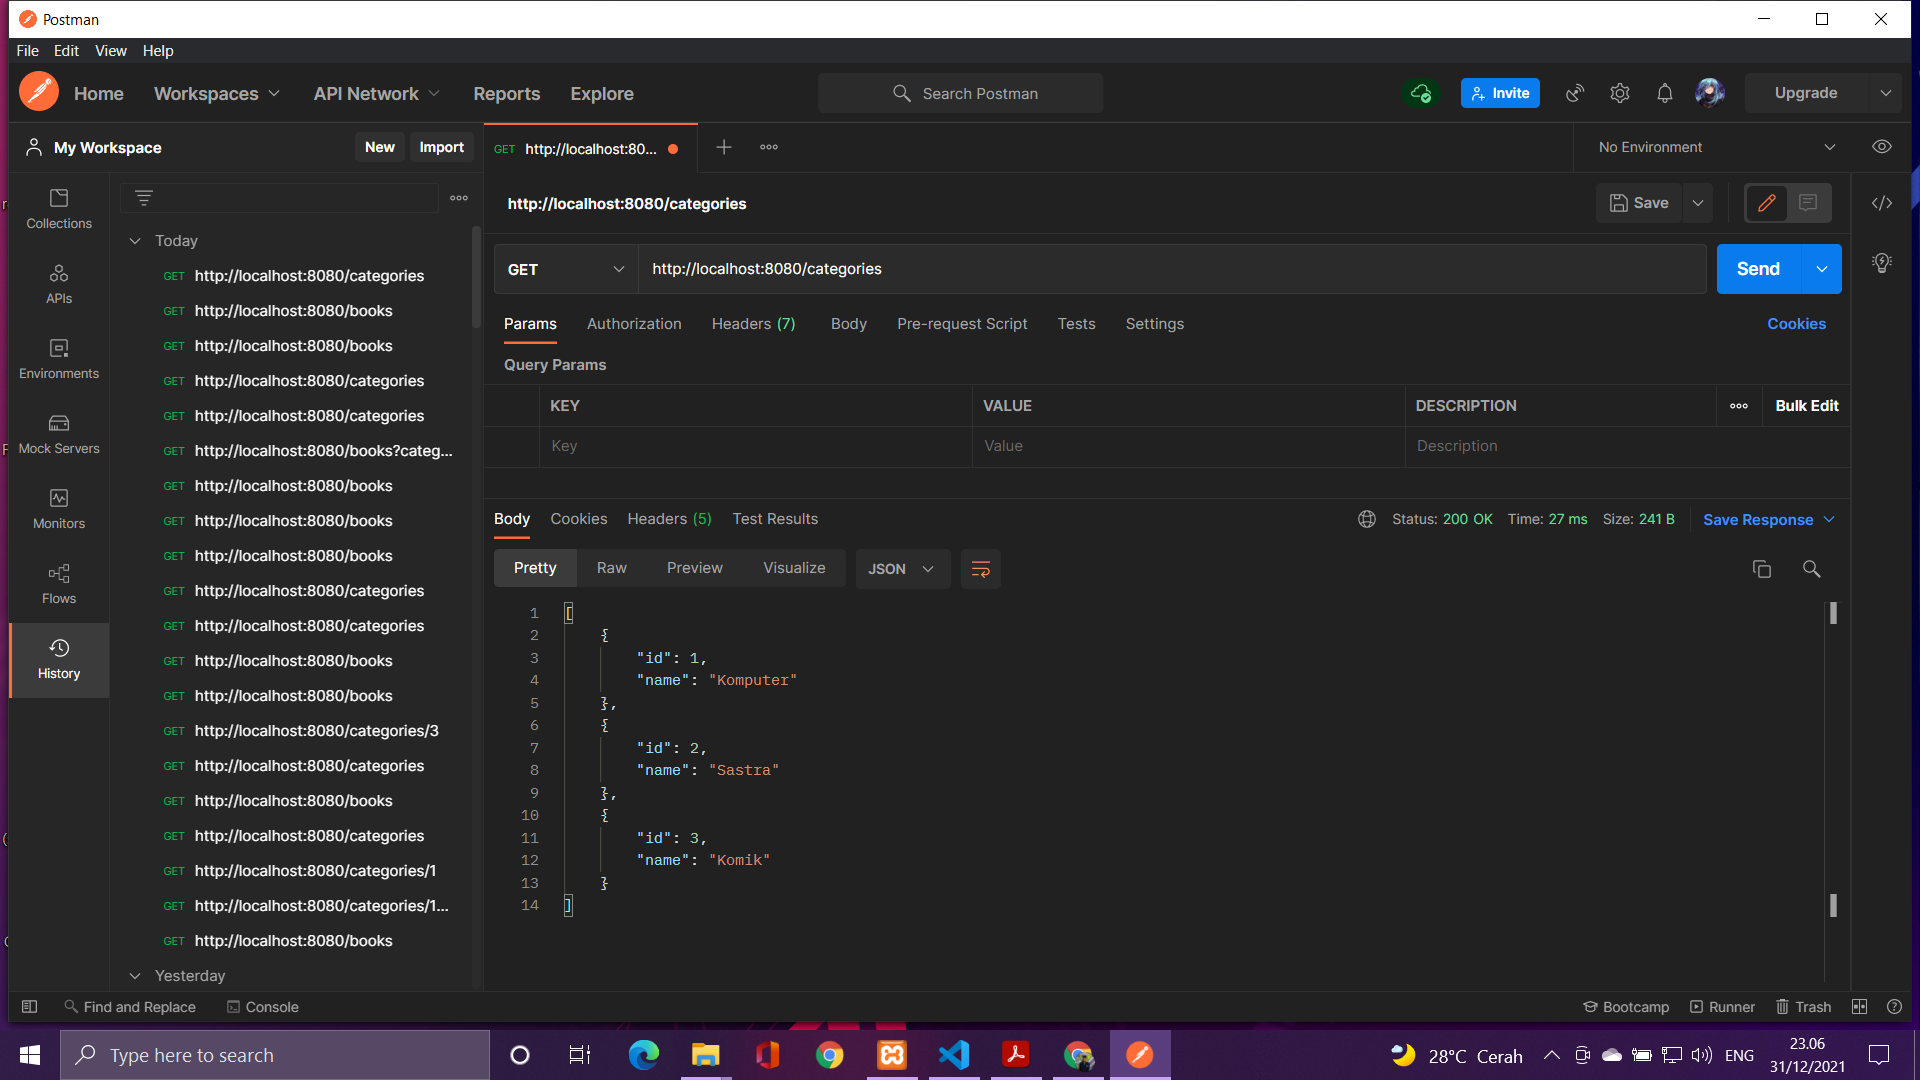 Postman
File Edit View Help
Home Workspaces API Network Reports Explore Search Postman Invite Upgrade
My Workspace New Import
GET http://localhost:80... No Environment
Collections
APIs
Environments
Mock Servers
Monitors
Flows
History
Today
GET http://localhost:8080/categories
GET http://localhost:8080/books
GET http://localhost:8080/books
GET http://localhost:8080/categories
GET http://localhost:8080/categories
GET http://localhost:8080/books?categ...
GET http://localhost:8080/books
GET http://localhost:8080/books
GET http://localhost:8080/books
GET http://localhost:8080/categories
GET http://localhost:8080/categories
GET http://localhost:8080/books
GET http://localhost:8080/books
GET http://localhost:8080/categories/3
GET http://localhost:8080/categories
GET http://localhost:8080/books
GET http://localhost:8080/categories
GET http://localhost:8080/categories/1
GET http://localhost:8080/categories/1...
GET http://localhost:8080/books
Yesterday
http://localhost:8080/categories Save
GET http://localhost:8080/categories Send
Params Authorization Headers (7) Body Pre-request Script Tests Settings Cookies
Query Params
KEY VALUE DESCRIPTION Bulk Edit
Key Value Description
Body Cookies Headers (5) Test Results Status: 200 OK Time: 27 ms Size: 241 B Save Response
Pretty Raw Preview Visualize JSON
1 [
2 {
3 "id": 1,
4 "name": "Komputer"
5 },
6 {
7 "id": 2,
8 "name": "Sastra"
9 },
10 {
11 "id": 3,
12 "name": "Komik"
13 }
14 ]
Find and Replace Console Bootcamp Runner Trash
Type here to search 28°C Cerah ENG 23.06
31/12/2021